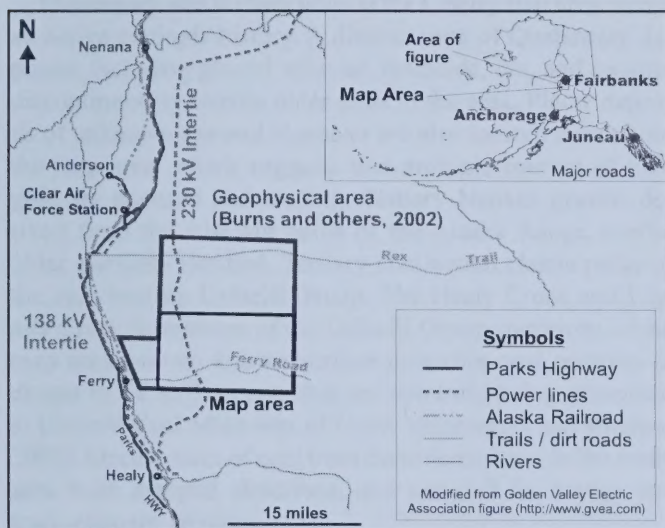 N
Nenana
Anderson
Clear Air
Force Station
230 kV Intertie
138 kV
Intertie
Ferry
Healy
Parks
HWY
Geophysical area
(Burns and others, 2002)
Rex Trail
Ferry Road
Map area
15 miles
Area of
figure
Map Area
Fairbanks
Anchorage
Juneau
Major roads
Symbols
Parks Highway
Power lines
Alaska Railroad
Trails / dirt roads
Rivers
Modified from Golden Valley Electric
Association figure (http://www.gvea.com)